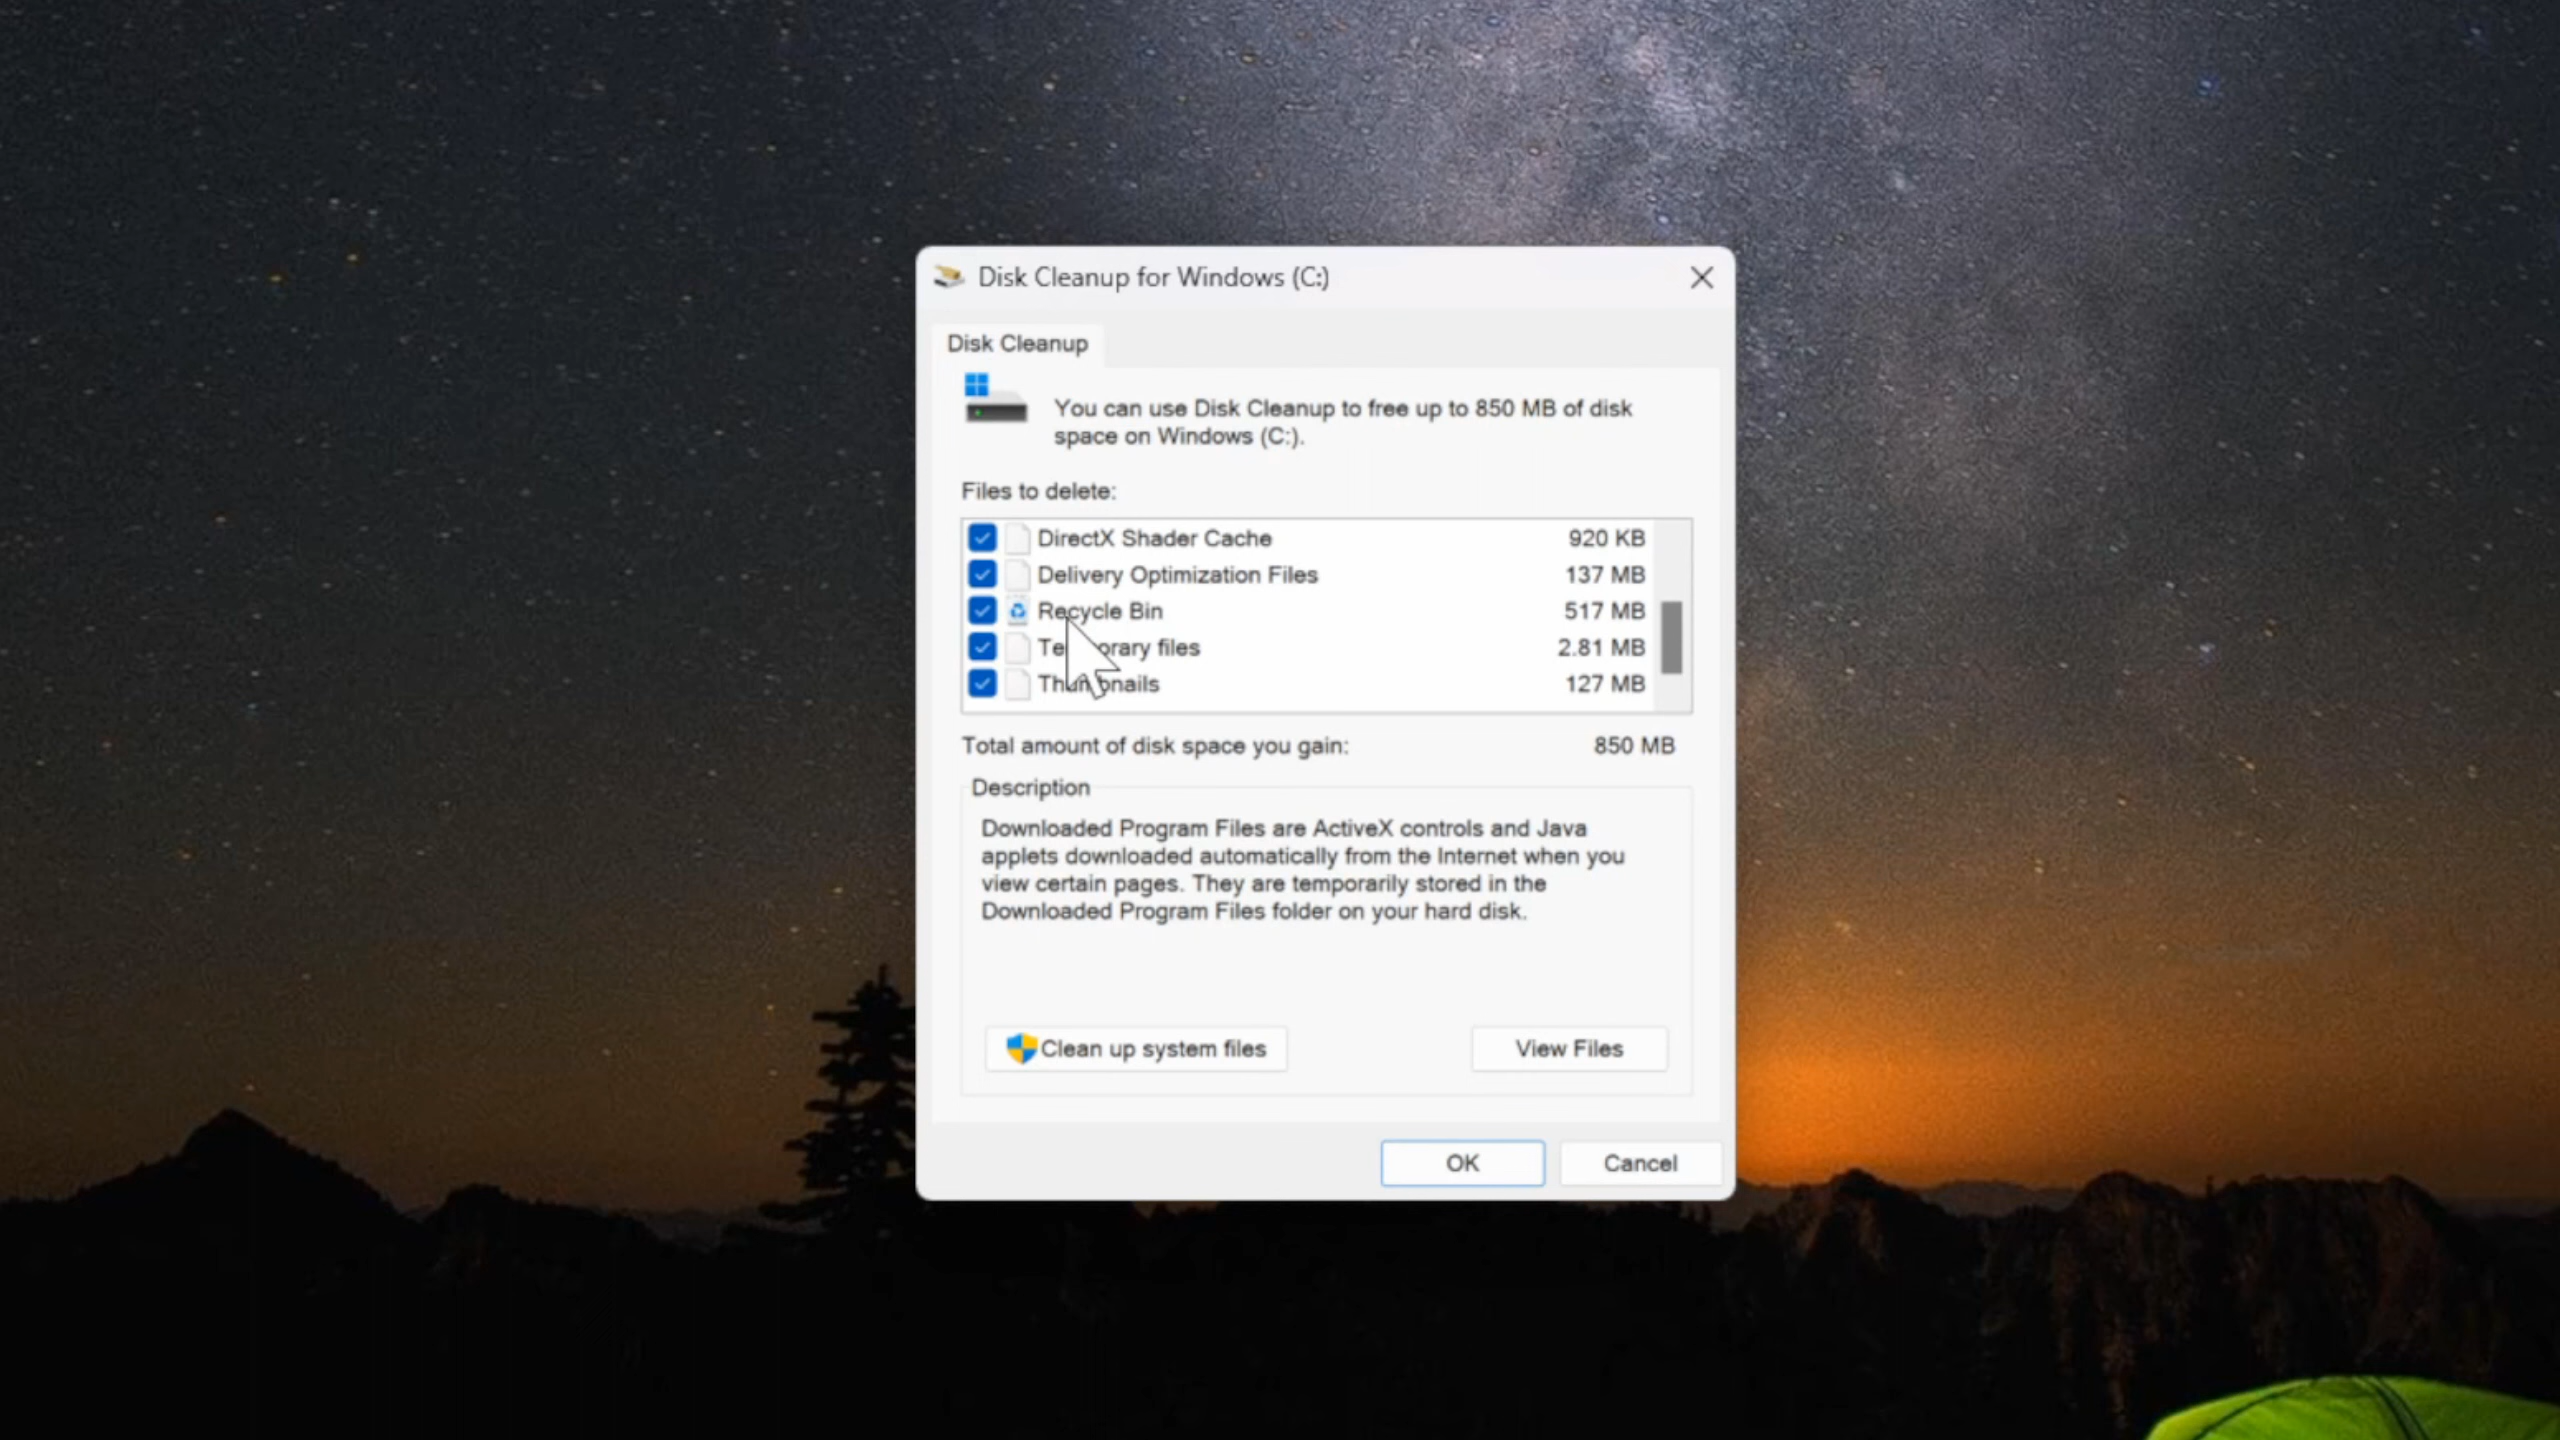 Disk Cleanup for Windows (C:)
Disk Cleanup
You can use Disk Cleanup to free up to 850 MB of disk
space on Windows (C:).
Files to delete:
DirectX Shader Cache 920 KB
Delivery Optimization Files 137 MB
Recycle Bin 517 MB
Temporary files 2.81 MB
Thumbnails 127 MB
Total amount of disk space you gain: 850 MB
Description
Downloaded Program Files are ActiveX controls and Java
applets downloaded automatically from the Internet when you
view certain pages. They are temporarily stored in the
Downloaded Program Files folder on your hard disk.
Clean up system files View Files
OK Cancel